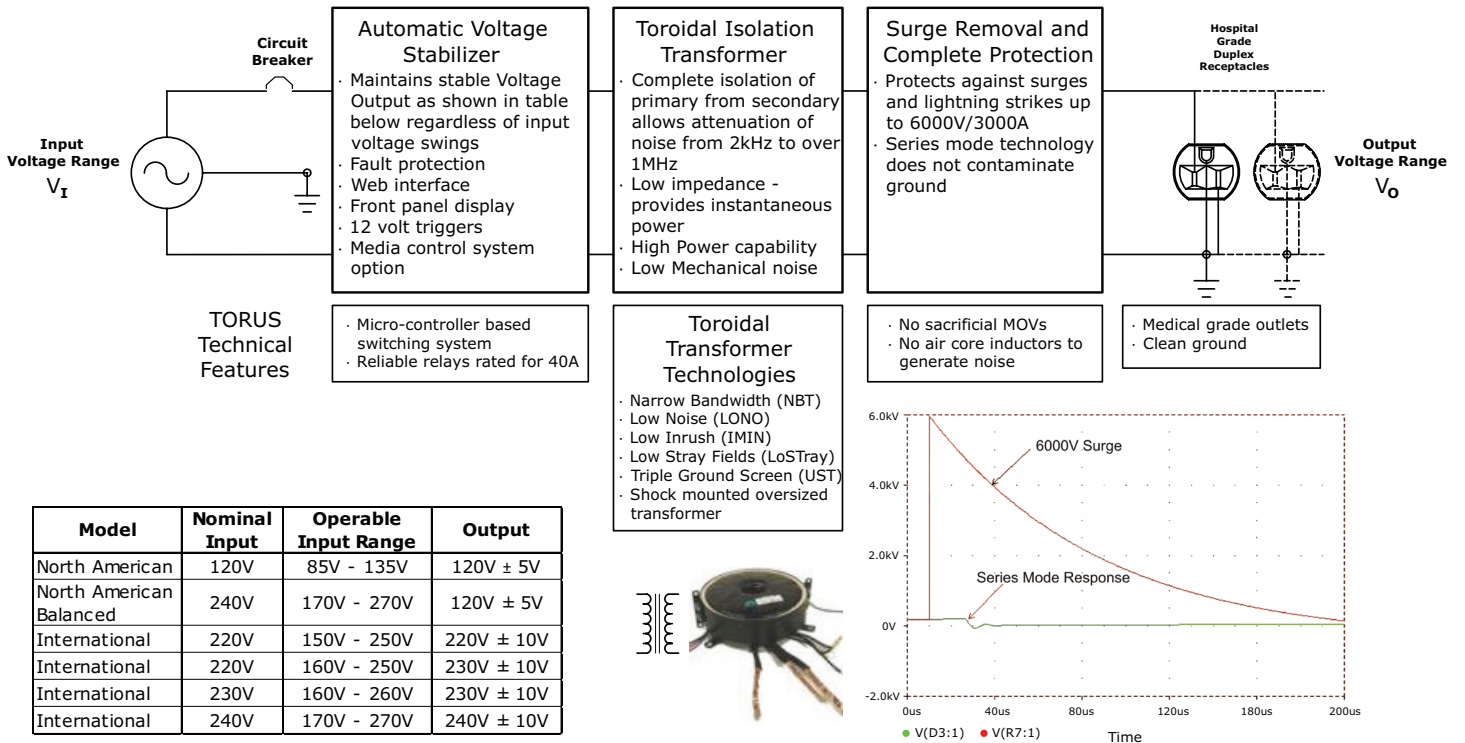 Circuit
Breaker
Input
Voltage Range
VI
Automatic Voltage
Stabilizer
· Maintains stable Voltage
Output as shown in table
below regardless of input
voltage swings
· Fault protection
· Web interface
· Front panel display
· 12 volt triggers
· Media control system
option
Toroidal Isolation
Transformer
· Complete isolation of
primary from secondary
allows attenuation of
noise from 2kHz to over
1MHz
· Low impedance -
provides instantaneous
power
· High Power capability
· Low Mechanical noise
Surge Removal and
Complete Protection
· Protects against surges
and lightning strikes up
to 6000V/3000A
· Series mode technology
does not contaminate
ground
Hospital
Grade
Duplex
Receptacles
Output
Voltage Range
VO
TORUS
Technical
Features
· Micro-controller based
switching system
· Reliable relays rated for 40A
Toroidal
Transformer
Technologies
· Narrow Bandwidth (NBT)
· Low Noise (LONO)
· Low Inrush (IMIN)
· Low Stray Fields (LoSTray)
· Triple Ground Screen (UST)
· Shock mounted oversized
transformer
· No sacrificial MOVs
· No air core inductors to
generate noise
· Medical grade outlets
· Clean ground
Model Nominal Input Operable Input Range Output
North American 120V 85V - 135V 120V ± 5V
North American Balanced 240V 170V - 270V 120V ± 5V
International 220V 150V - 250V 220V ± 10V
International 220V 160V - 250V 230V ± 10V
International 230V 160V - 260V 230V ± 10V
International 240V 170V - 270V 240V ± 10V
6.0kV
4.0kV
2.0kV
0V
-2.0kV
6000V Surge
Series Mode Response
0us 40us 80us 120us 180us 200us
V(D3:1) V(R7:1) Time